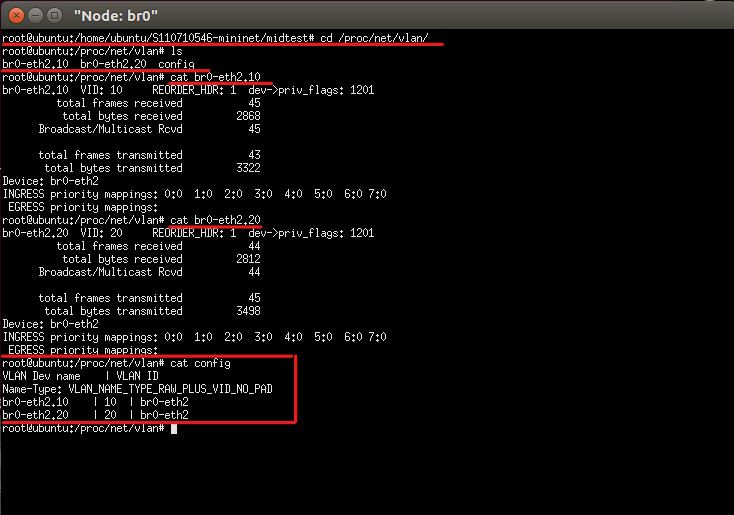 "Node: br0"
root@ubuntu:/home/ubuntu/S110710546-mininet/midtest# cd /proc/net/vlan/
root@ubuntu:/proc/net/vlan# ls
br0-eth2.10  br0-eth2.20  config
root@ubuntu:/proc/net/vlan# cat br0-eth2.10
br0-eth2.10  VID: 10     REORDER_HDR: 1  dev->priv_flags: 1201
         total frames received           45
          total bytes received         2868
      Broadcast/Multicast Rcvd           45

      total frames transmitted           43
       total bytes transmitted         3322
Device: br0-eth2
INGRESS priority mappings: 0:0  1:0  2:0  3:0  4:0  5:0  6:0 7:0
 EGRESS priority mappings:
root@ubuntu:/proc/net/vlan# cat br0-eth2.20
br0-eth2.20  VID: 20     REORDER_HDR: 1  dev->priv_flags: 1201
         total frames received           44
          total bytes received         2812
      Broadcast/Multicast Rcvd           44

      total frames transmitted           45
       total bytes transmitted         3498
Device: br0-eth2
INGRESS priority mappings: 0:0  1:0  2:0  3:0  4:0  5:0  6:0 7:0
 EGRESS priority mappings:
root@ubuntu:/proc/net/vlan# cat config
VLAN Dev name    | VLAN ID
Name-Type: VLAN_NAME_TYPE_RAW_PLUS_VID_NO_PAD
br0-eth2.10    | 10  | br0-eth2
br0-eth2.20    | 20  | br0-eth2
root@ubuntu:/proc/net/vlan#